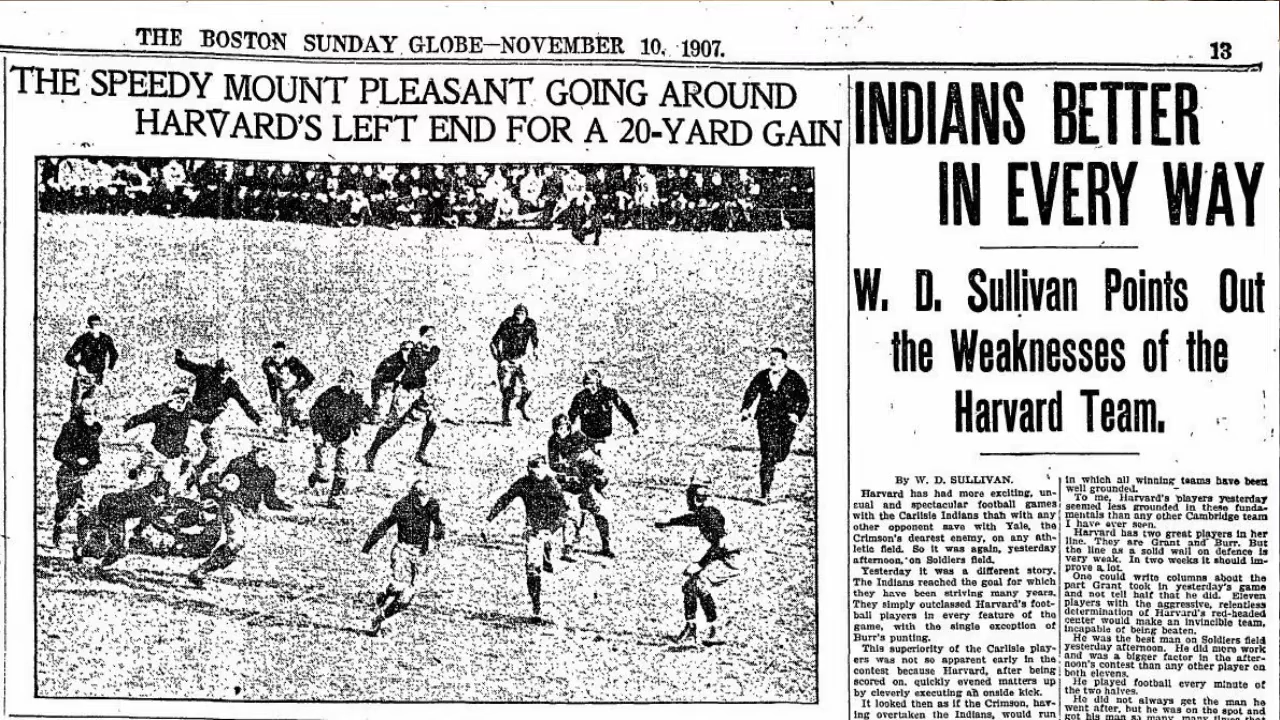 THE BOSTON SUNDAY GLOBE—NOVEMBER 10, 1907.
13
THE SPEEDY MOUNT PLEASANT GOING AROUND
HARVARD'S LEFT END FOR A 20-YARD GAIN
INDIANS BETTER
IN EVERY WAY
W. D. Sullivan Points Out
the Weaknesses of the
Harvard Team.
By W. D. SULLIVAN.
Harvard has had more exciting, un-
sual and spectacular football games
with the Carlisle Indians than with any
other opponent save with Yale, the
Crimson's dearest enemy, on any ath-
letic field. So it was again, yesterday
afternoon, on Soldiers field.
Yesterday it was a different story.
The Indians reached the goal for which
they have been striving many years.
They simply outclassed Harvard's foot-
ball players in every feature of the
game, with the single exception of
Burr's punting.
This superiority of the Carlisle play-
ers was not so apparent early in the
contest because Harvard, after being
scored on, quickly evened matters up
by cleverly executing an onside kick.
It looked then as if the Crimson, hav-
ing overtaken the Indians, would run
in which all winning teams have been
well grounded.
To me, Harvard's players yesterday
seemed less grounded in these funda-
mentals than any other Cambridge team
I have ever seen.
Harvard has two great players in her
line. They are Grant and Burr. But
the line as a solid wall on defence is
very weak. In two weeks it should im-
prove a lot.
One could write columns about the
part Grant took in yesterday's game
and not tell half that he did. Eleven
players with the aggressive, relentless
determination of Harvard's red-headed
center would make an invincible team,
incapable of being beaten.
He was the best man on Soldiers field
yesterday afternoon. He did more work
and was a bigger factor in the after-
noon's contest than any other player on
both elevens.
He played football every minute of
the two halves.
He did not always get the man he
went after, but he was on the spot and
got his man so many, many times that